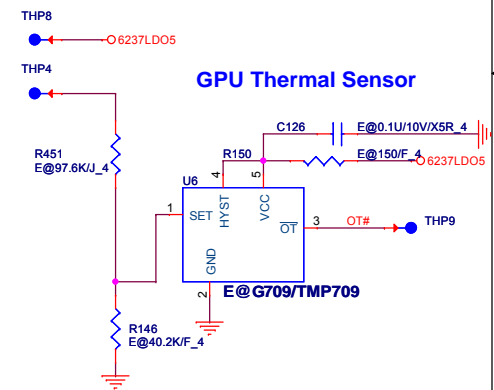 THP8
6237LDO5
THP4
GPU Thermal Sensor
C126
E@0.1U/10V/X5R_4
R451
E@97.6K/J_4
R150
E@150/F_4
6237LDO5
U6
4
5
1
SET
HYST
VCC
OT
3
OT#
THP9
GND
2
E@G709/TMP709
R146
E@40.2K/F_4